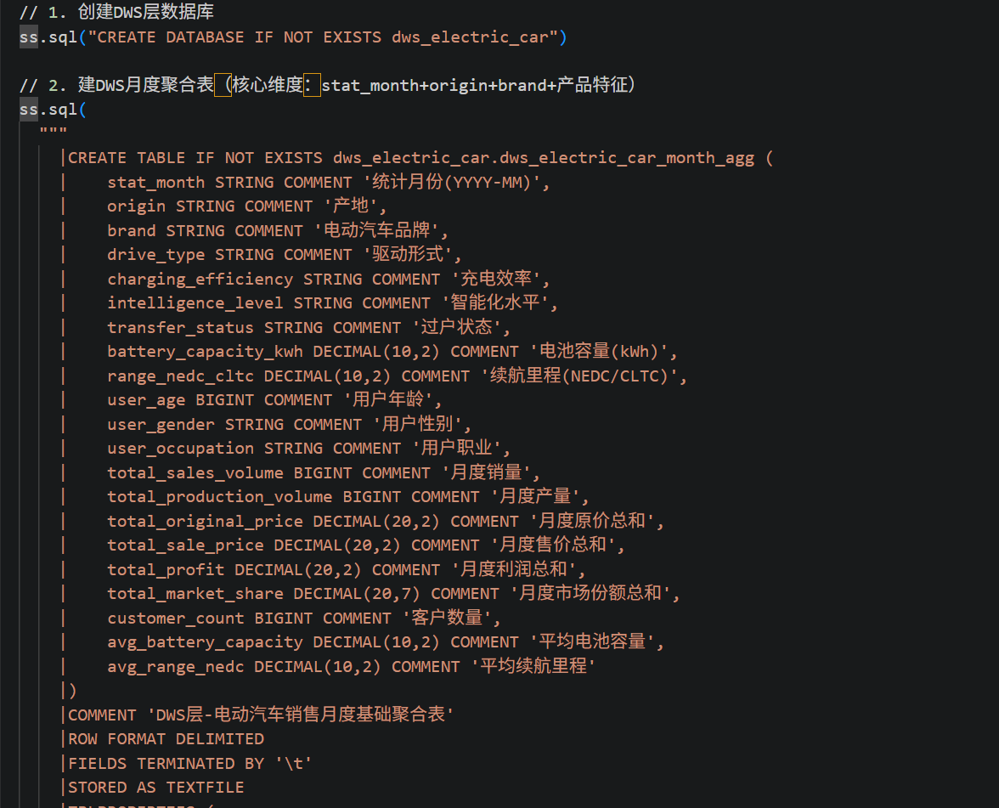 // 1. 创建DWS层数据库
ss.sql("CREATE DATABASE IF NOT EXISTS dws_electric_car")
// 2. 建DWS月度聚合表（核心维度：stat_month+origin+brand+产品特征）
ss.sql(
"""
|CREATE TABLE IF NOT EXISTS dws_electric_car.dws_electric_car_month_agg (
|    stat_month STRING COMMENT '统计月份(YYYY-MM)',
|    origin STRING COMMENT '产地',
|    brand STRING COMMENT '电动汽车品牌',
|    drive_type STRING COMMENT '驱动形式',
|    charging_efficiency STRING COMMENT '充电效率',
|    intelligence_level STRING COMMENT '智能化水平',
|    transfer_status STRING COMMENT '过户状态',
|    battery_capacity_kwh DECIMAL(10,2) COMMENT '电池容量(kWh)',
|    range_nedc_cltc DECIMAL(10,2) COMMENT '续航里程(NEDC/CLTC)',
|    user_age BIGINT COMMENT '用户年龄',
|    user_gender STRING COMMENT '用户性别',
|    user_occupation STRING COMMENT '用户职业',
|    total_sales_volume BIGINT COMMENT '月度销量',
|    total_production_volume BIGINT COMMENT '月度产量',
|    total_original_price DECIMAL(20,2) COMMENT '月度原价总和',
|    total_sale_price DECIMAL(20,2) COMMENT '月度售价总和',
|    total_profit DECIMAL(20,2) COMMENT '月度利润总和',
|    total_market_share DECIMAL(20,7) COMMENT '月度市场份额总和',
|    customer_count BIGINT COMMENT '客户数量',
|    avg_battery_capacity DECIMAL(10,2) COMMENT '平均电池容量',
|    avg_range_nedc DECIMAL(10,2) COMMENT '平均续航里程'
|)
|COMMENT 'DWS层-电动汽车销售月度基础聚合表'
|ROW FORMAT DELIMITED
|FIELDS TERMINATED BY '\t'
|STORED AS TEXTFILE